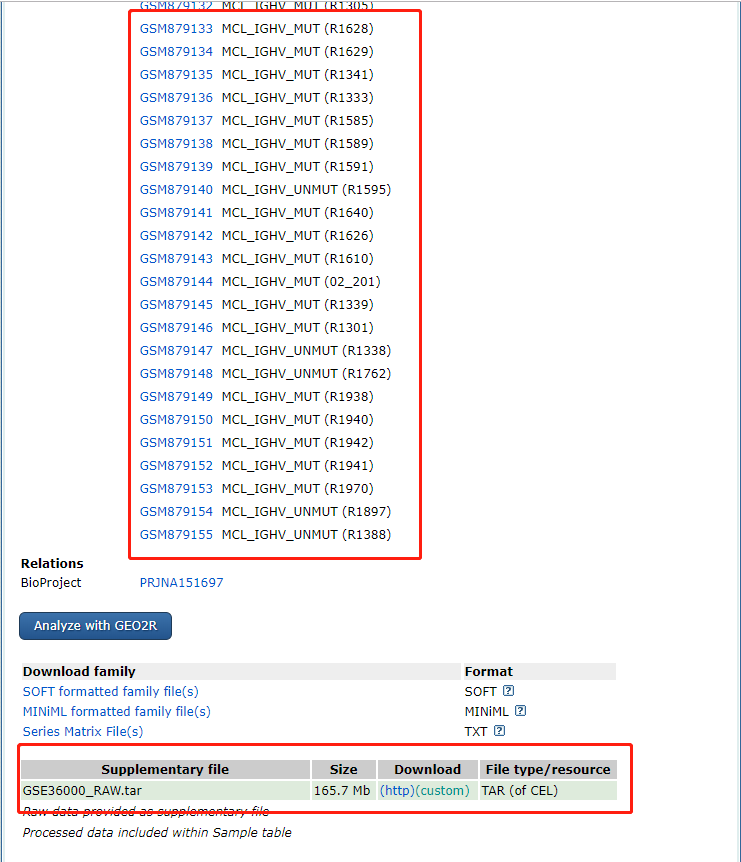 GSM879132 MCL_IGHV_MUT (R1305)
GSM879133 MCL_IGHV_MUT (R1628)
GSM879134 MCL_IGHV_MUT (R1629)
GSM879135 MCL_IGHV_MUT (R1341)
GSM879136 MCL_IGHV_MUT (R1333)
GSM879137 MCL_IGHV_MUT (R1585)
GSM879138 MCL_IGHV_MUT (R1589)
GSM879139 MCL_IGHV_MUT (R1591)
GSM879140 MCL_IGHV_UNMUT (R1595)
GSM879141 MCL_IGHV_MUT (R1640)
GSM879142 MCL_IGHV_MUT (R1626)
GSM879143 MCL_IGHV_MUT (R1610)
GSM879144 MCL_IGHV_MUT (02_201)
GSM879145 MCL_IGHV_MUT (R1339)
GSM879146 MCL_IGHV_MUT (R1301)
GSM879147 MCL_IGHV_UNMUT (R1338)
GSM879148 MCL_IGHV_UNMUT (R1762)
GSM879149 MCL_IGHV_MUT (R1938)
GSM879150 MCL_IGHV_MUT (R1940)
GSM879151 MCL_IGHV_MUT (R1942)
GSM879152 MCL_IGHV_MUT (R1941)
GSM879153 MCL_IGHV_MUT (R1970)
GSM879154 MCL_IGHV_UNMUT (R1897)
GSM879155 MCL_IGHV_UNMUT (R1388)
Relations
BioProject PRJNA151697
Analyze with GEO2R
Download family Format
SOFT formatted family file(s) SOFT ?
MINiML formatted family file(s) MINiML ?
Series Matrix File(s) TXT ?
Supplementary file Size Download File type/resource
GSE36000_RAW.tar 165.7 Mb (http)(custom) TAR (of CEL)
Raw data provided as supplementary file
Processed data included within Sample table